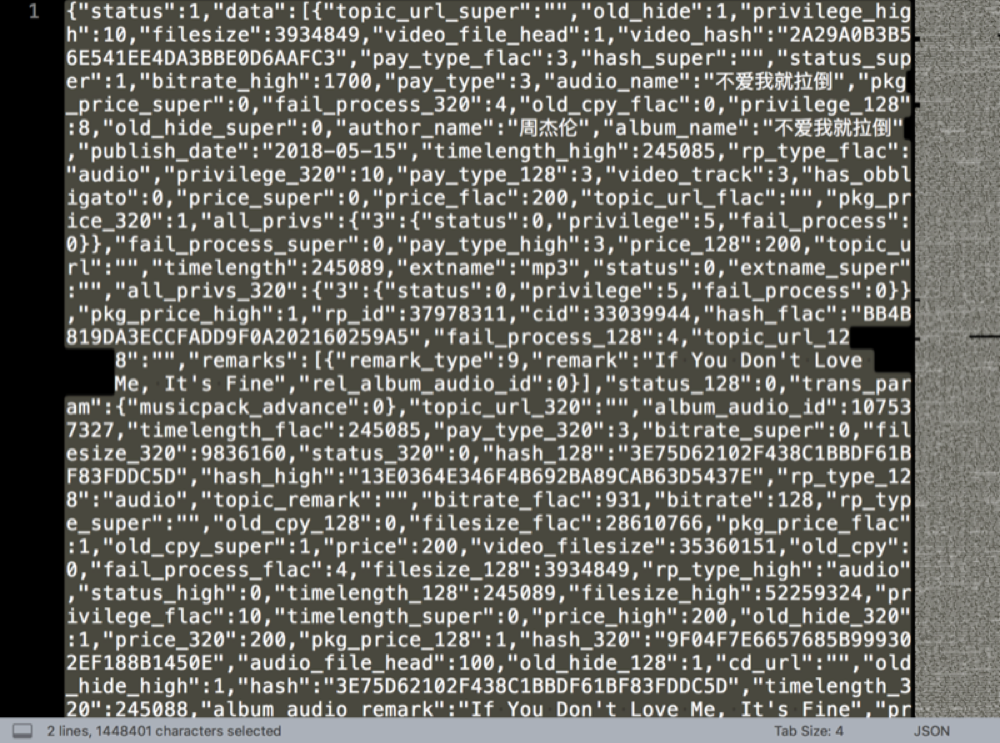 1
{"status":1,"data":[{"topic_url_super":"","old_hide":1,"privilege_hig
h":10,"filesize":3934849,"video_file_head":1,"video_hash":"2A29A0B3B5
6E541EE4DA3BBE0D6AAFC3","pay_type_flac":3,"hash_super":"","status_sup
er":1,"bitrate_high":1700,"pay_type":3,"audio_name":"不爱我就拉倒","pkg
_price_super":0,"fail_process_320":4,"old_cpy_flac":0,"privilege_128"
:8,"old_hide_super":0,"author_name":"周杰伦","album_name":"不爱我就拉倒"
,"publish_date":"2018-05-15","timelength_high":245085,"rp_type_flac":
"audio","privilege_320":10,"pay_type_128":3,"video_track":3,"has_obbl
igato":0,"price_super":0,"price_flac":200,"topic_url_flac":"","pkg_pr
ice_320":1,"all_privs":{"3":{"status":0,"privilege":5,"fail_process":
0}},"fail_process_super":0,"pay_type_high":3,"price_128":200,"topic_u
rl":"","timelength":245089,"extname":"mp3","status":0,"extname_super"
:"","all_privs_320":{"3":{"status":0,"privilege":5,"fail_process":0}}
,"pkg_price_high":1,"rp_id":37978311,"cid":33039944,"hash_flac":"BB4B
819DA3ECCFADD9F0A202160259A5","fail_process_128":4,"topic_url_12
8":"","remarks":[{"remark_type":9,"remark":"If You Don't Love
Me, It's Fine","rel_album_audio_id":0}],"status_128":0,"trans_par
am":{"musicpack_advance":0},"topic_url_320":"","album_audio_id":10753
7327,"timelength_flac":245085,"pay_type_320":3,"bitrate_super":0,"fil
esize_320":9836160,"status_320":0,"hash_128":"3E75D62102F438C1BBDF61B
F83FDDC5D","hash_high":"13E0364E346F4B692BA89CAB63D5437E","rp_type_12
8":"audio","topic_remark":"","bitrate_flac":931,"bitrate":128,"rp_typ
e_super":"","old_cpy_128":0,"filesize_flac":28610766,"pkg_price_flac"
:1,"old_cpy_super":1,"price":200,"video_filesize":35360151,"old_cpy":
0,"fail_process_flac":4,"filesize_128":3934849,"rp_type_high":"audio"
,"status_high":0,"timelength_128":245089,"filesize_high":52259324,"pr
ivilege_flac":10,"timelength_super":0,"price_high":200,"old_hide_320"
:1,"price_320":200,"pkg_price_128":1,"hash_320":"9F04F7E6657685B99930
2EF188B1450E","audio_file_head":100,"old_hide_128":1,"cd_url":"","old
_hide_high":1,"hash":"3E75D62102F438C1BBDF61BF83FDDC5D","timelength_3
20":245088,"album_audio_remark":"If You Don't Love Me, It's Fine","pr
2 lines, 1448401 characters selected
Tab Size: 4
JSON